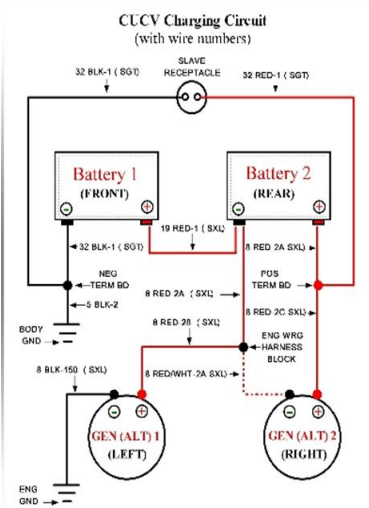 CUCV Charging Circuit
(with wire numbers)
SLAVE
RECEPTACLE
32 BLK-1 ( SGT)
32 RED-1 ( SGT)
Battery 1
(FRONT)
Battery 2
(REAR)
19 RED-1 ( SXL)
32 BLK-1 ( SGT)
8 RED 2A SXL)
NEG
TERM BD
POS
TERM BD
5 BLK-2
8 RED 2A ( SXL)
8 RED 2C SXL)
BODY
GND
8 RED 2B ( SXL)
ENG WRG
HARNESS
BLOCK
8 BLK-150 ( SXL)
8 RED/WHT-2A SXL)
GEN (ALT) 1
(LEFT)
GEN (ALT) 2
(RIGHT)
ENG
GND